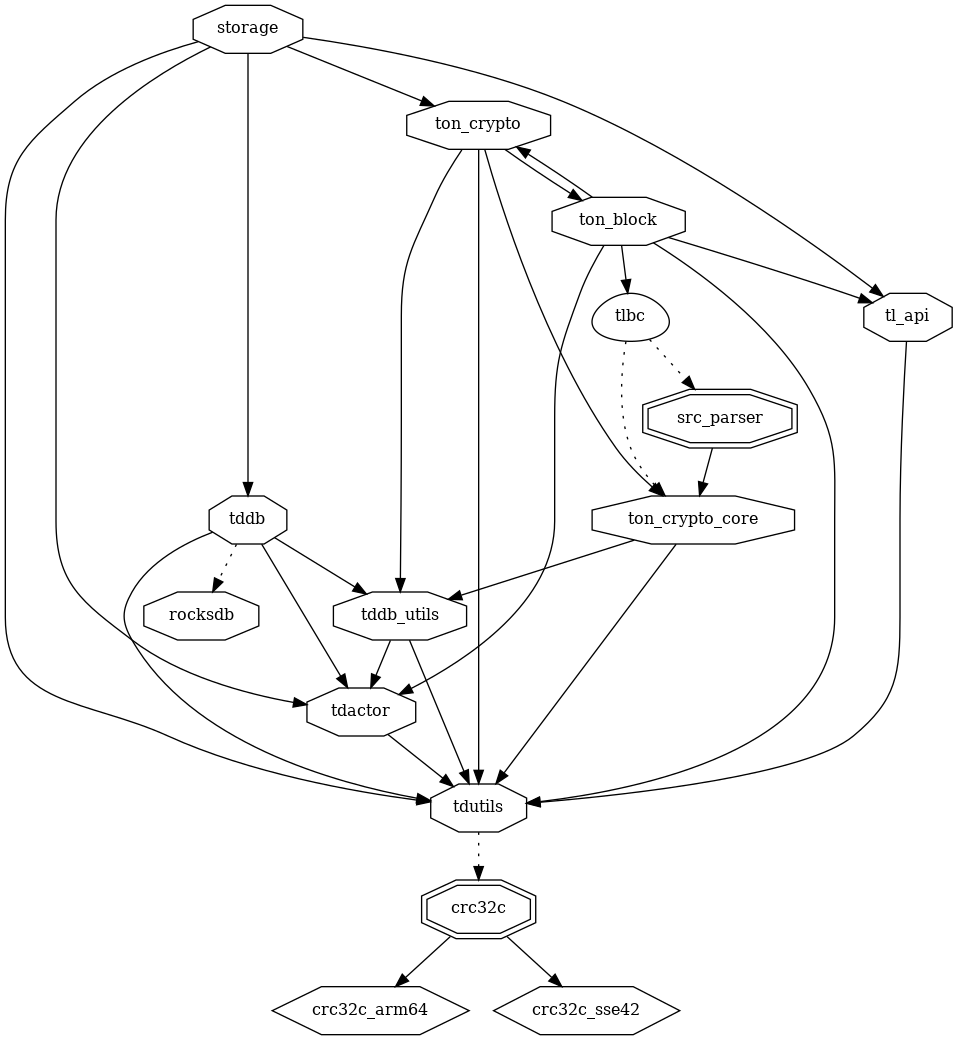 storage
ton_crypto
ton_block
tlbc
tl_api
src_parser
tddb
ton_crypto_core
rocksdb
tddb_utils
tdactor
tdutils
crc32c
crc32c_arm64
crc32c_sse42